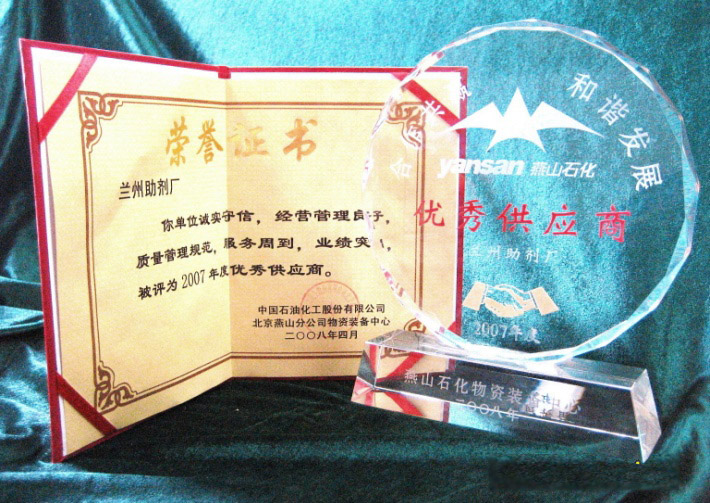 荣誉证书
兰州助剂厂
你单位诚实守信，经营管理良好，
质量管理规范，服务周到，业绩突
被评为2007年度优秀供应商。
中国石油化工股份有限公司
北京燕山分公司物资装备中心
二〇〇八年四月
和谐发展
yansan 燕山石化
优秀供应商
兰州助剂厂
2007年度
燕山石化物资装备中心
二〇〇八年